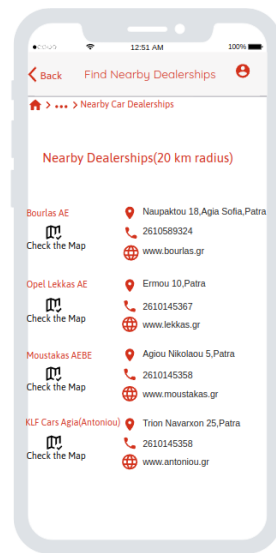 12:51 AM
100%
Back
Find Nearby Dealerships
> ... > Nearby Car Dealerships
Nearby Dealerships(20 km radius)
Bourlas AE
Naupaktou 18,Agia Sofia,Patra
2610589324
Check the Map
www.bourlas.gr
Opel Lekkas AE
Ermou 10,Patra
2610145367
Check the Map
www.lekkas.gr
Moustakas AEBE
Agiou Nikolaou 5,Patra
2610145358
Check the Map
www.moustakas.gr
KLF Cars Agia(Antoniou)
Trion Navarxon 25,Patra
2610145358
Check the Map
www.antoniou.gr